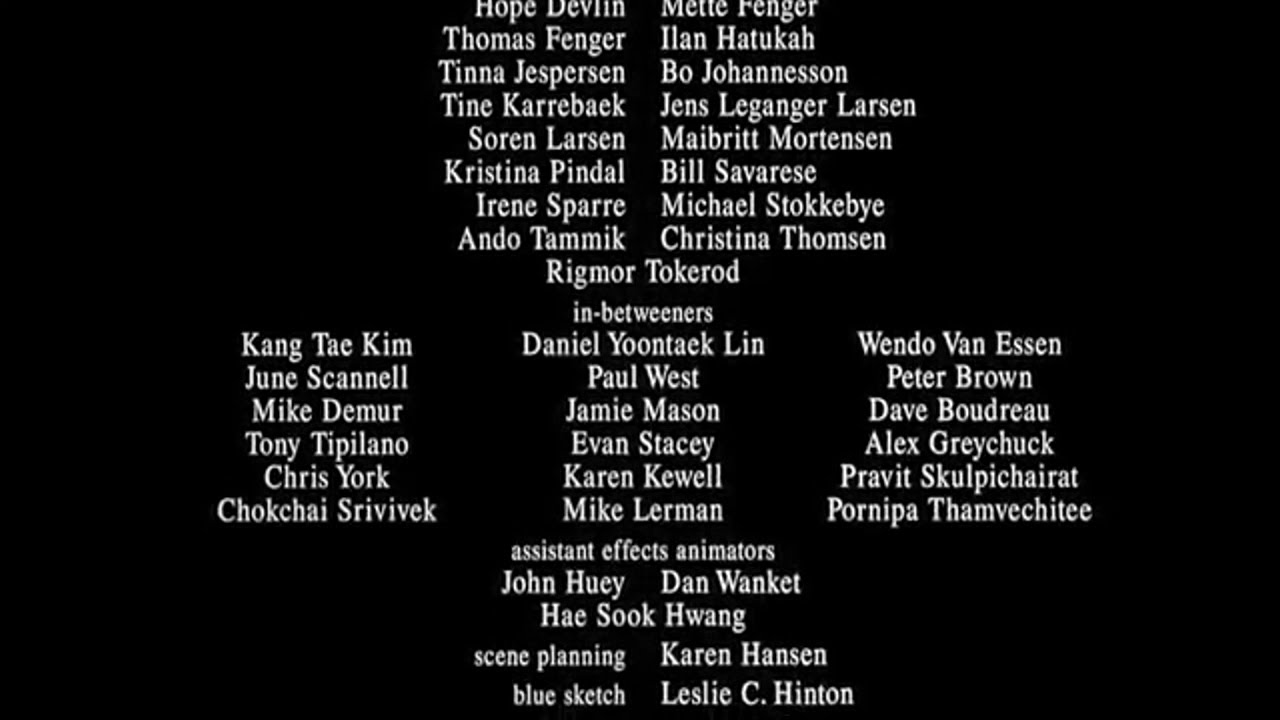 Hope Devlin Mette Fenger
Thomas Fenger Ilan Hatukah
Tinna Jespersen Bo Johannesson
Tine Karrebaek Jens Leganger Larsen
Soren Larsen Maibritt Mortensen
Kristina Pindal Bill Savarese
Irene Sparre Michael Stokkebye
Ando Tammik Christina Thomsen
Rigmor Tokerod
in-betweeners
Kang Tae Kim Daniel Yoontaek Lin Wendo Van Essen
June Scannell Paul West Peter Brown
Mike Demur Jamie Mason Dave Boudreau
Tony Tipilano Evan Stacey Alex Greychuck
Chris York Karen Kewell Pravit Skulpichairat
Chokchai Srivivek Mike Lerman Pornipa Thamvechitee
assistant effects animators
John Huey Dan Wanket
Hae Sook Hwang
scene planning Karen Hansen
blue sketch Leslie C. Hinton